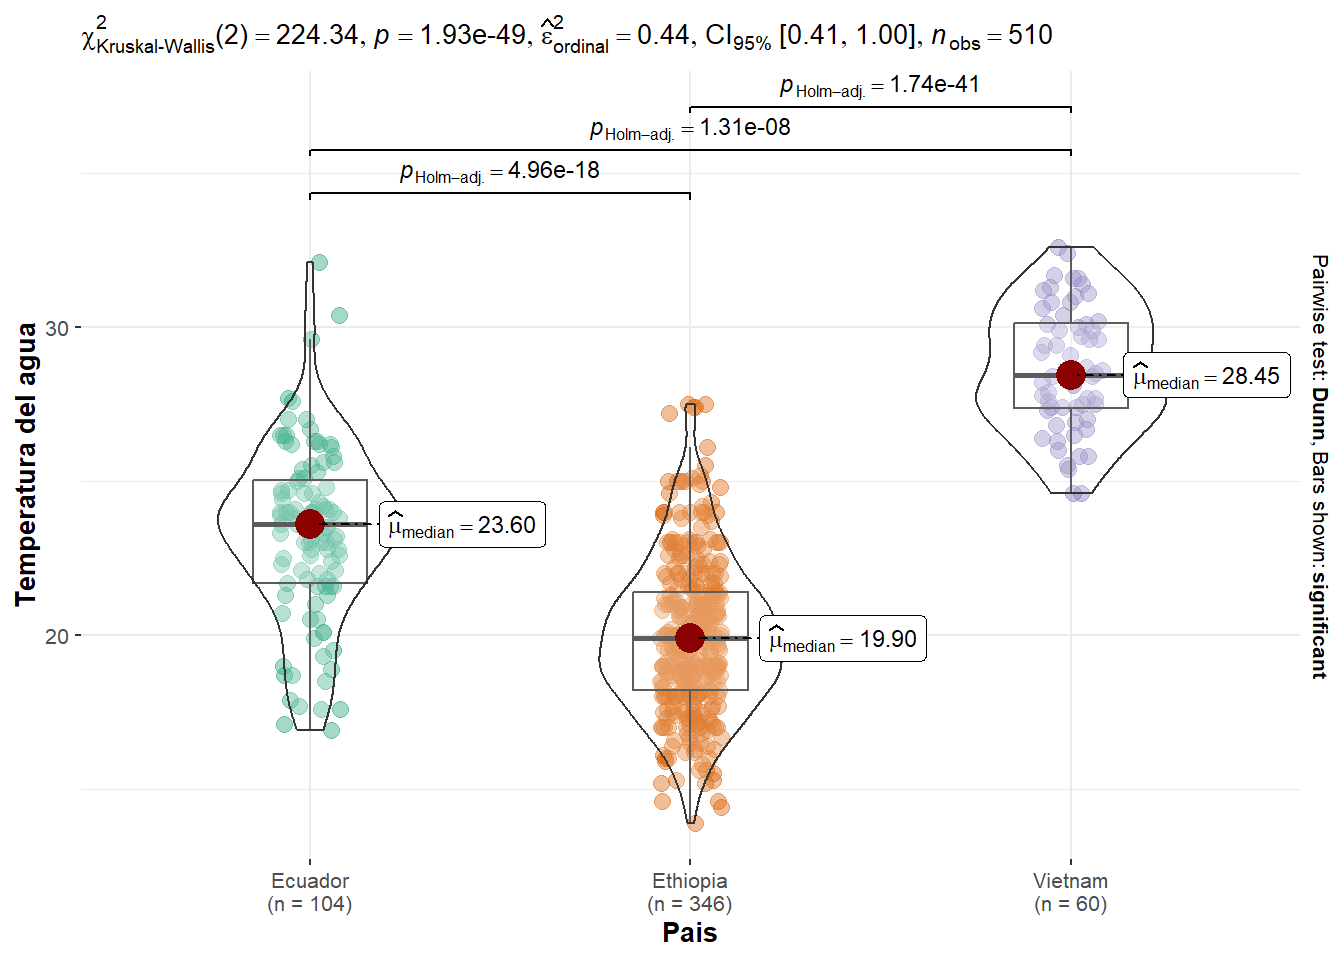 χ²Kruskal-Wallis(2) = 224.34, p = 1.93e-49, ε̂²ordinal = 0.44, CI95% [0.41, 1.00], nobs = 510
pHolm−adj. = 1.74e-41
pHolm−adj. = 1.31e-08
pHolm−adj. = 4.96e-18
Temperatura del agua
30
20
μ̂median = 23.60
μ̂median = 19.90
μ̂median = 28.45
Pairwise test: Dunn, Bars shown: significant
Ecuador
(n = 104)
Ethiopia
(n = 346)
Vietnam
(n = 60)
Pais